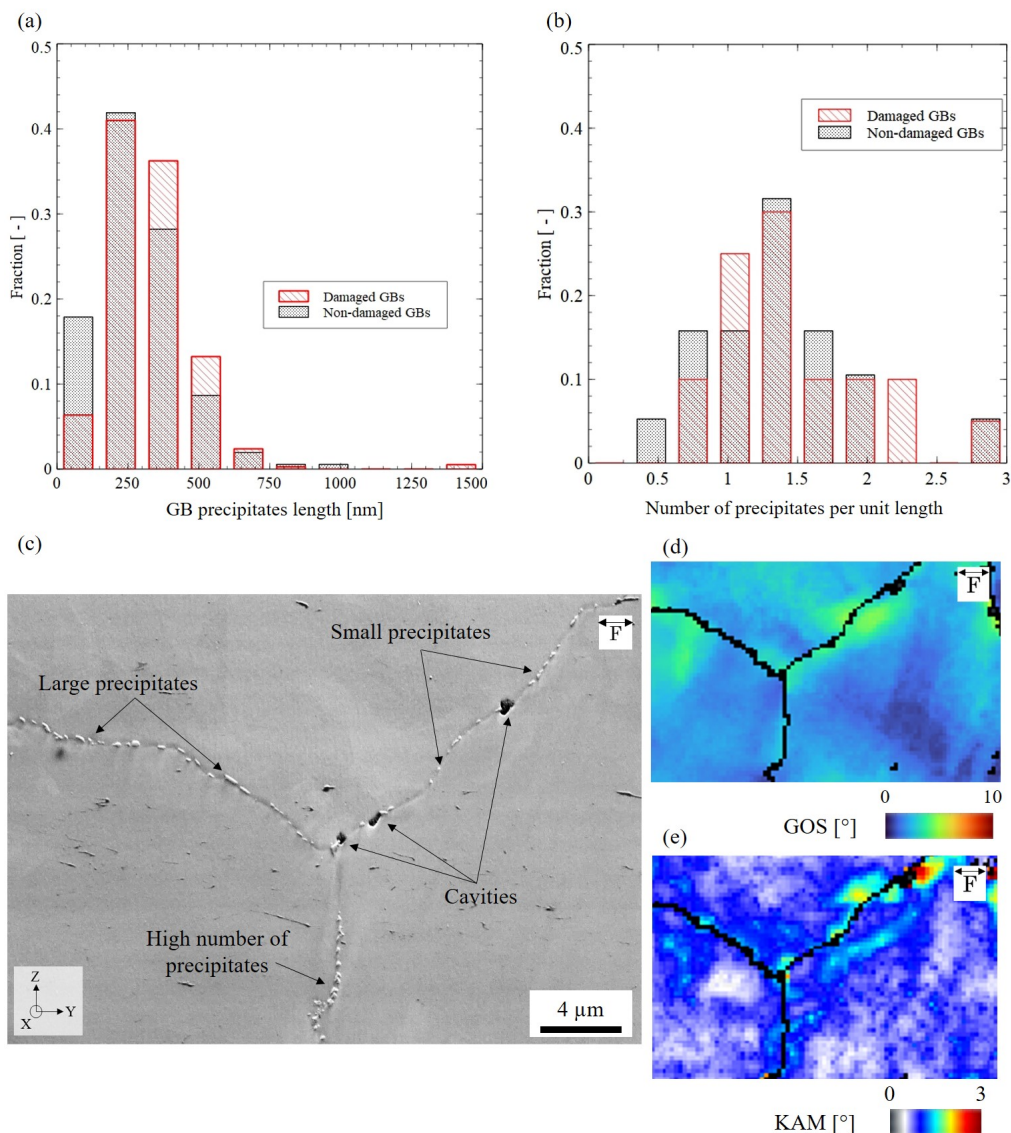 (a)
0.5
0.4
0.3
0.2
0.1
0
Fraction [ - ]
Damaged GBs
Non-damaged GBs
0 250 500 750 1000 1250 1500
GB precipitates length [nm]
(b)
0.5
0.4
0.3
0.2
0.1
0
Fraction [ - ]
Damaged GBs
Non-damaged GBs
0 0.5 1 1.5 2 2.5 3
Number of precipitates per unit length
(c)
Small precipitates
F
Large precipitates
Cavities
High number of
precipitates
Z
X Y
4 µm
(d)
F
0 10
GOS [°]
(e)
F
0 3
KAM [°]